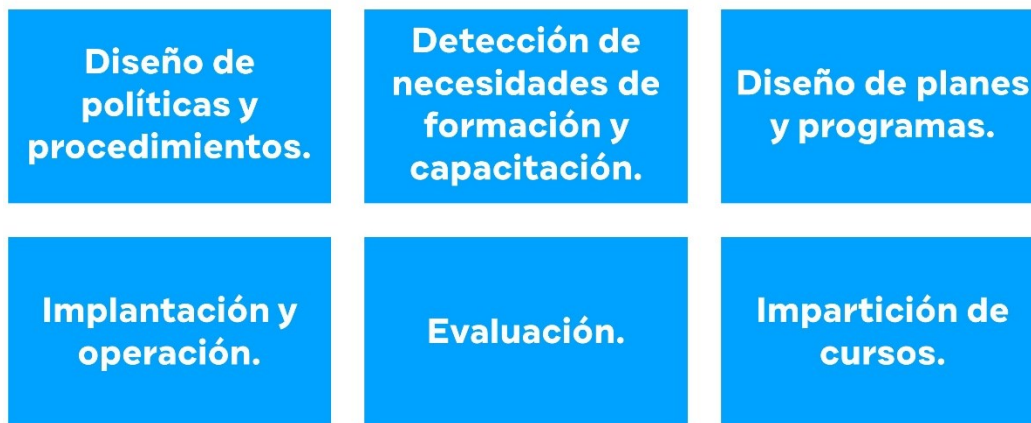 Diseño de
políticas y
procedimientos.
Detección de
necesidades de
formación y
capacitación.
Diseño de planes
y programas.
Implantación y
operación.
Evaluación.
Impartición de
cursos.